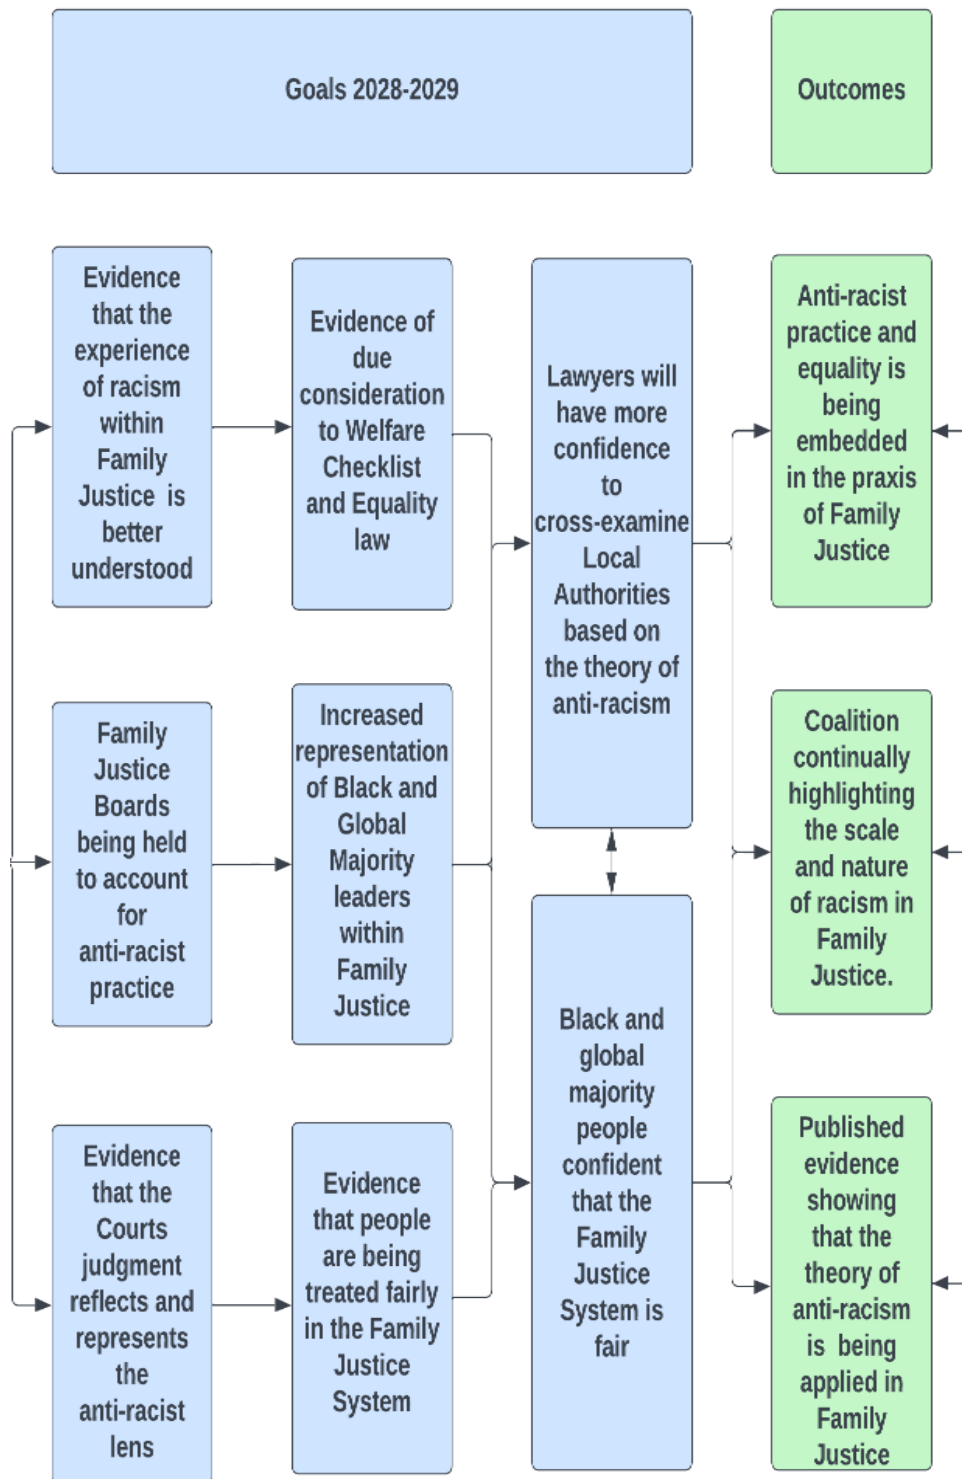 Goals 2028-2029
Outcomes
Evidence
that the
experience
of racism
within
Family
Justice is
better
understood
Evidence of
due
consideration
to Welfare
Checklist
and Equality
law
Lawyers will
have more
confidence
to
cross-examine
Local
Authorities
based on
the theory of
anti-racism
Anti-racist
practice and
equality is
being
embedded
in the praxis
of Family
Justice
Family
Justice
Boards
being held
to account
for
anti-racist
practice
Increased
representation
of Black and
Global
Majority
leaders
within
Family
Justice
Coalition
continually
highlighting
the scale
and nature
of racism in
Family
Justice.
Evidence
that the
Courts
judgment
reflects and
represents
the
anti-racist
lens
Evidence
that people
are being
treated fairly
in the Family
Justice
System
Black and
global
majority
people
confident
that the
Family
Justice
System is
fair
Published
evidence
showing
that the
theory of
anti-racism
is being
applied in
Family
Justice